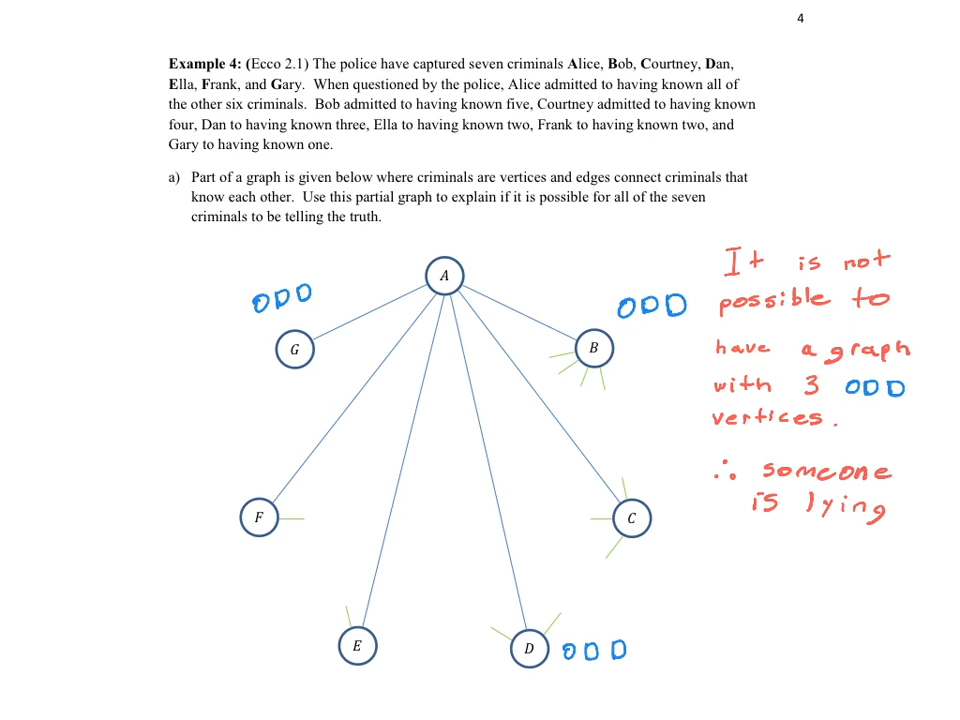 4
Example 4: (Ecco 2.1) The police have captured seven criminals Alice, Bob, Courtney, Dan,
Ella, Frank, and Gary. When questioned by the police, Alice admitted to having known all of
the other six criminals. Bob admitted to having known five, Courtney admitted to having known
four, Dan to having known three, Ella to having known two, Frank to having known two, and
Gary to having known one.
a) Part of a graph is given below where criminals are vertices and edges connect criminals that
know each other. Use this partial graph to explain if it is possible for all of the seven
criminals to be telling the truth.
It is not
A
ODD
ODD
possible to
G
B
have a graph
with 3 ODD
vertices.
∴ someone
is lying
F
C
E
D
ODD